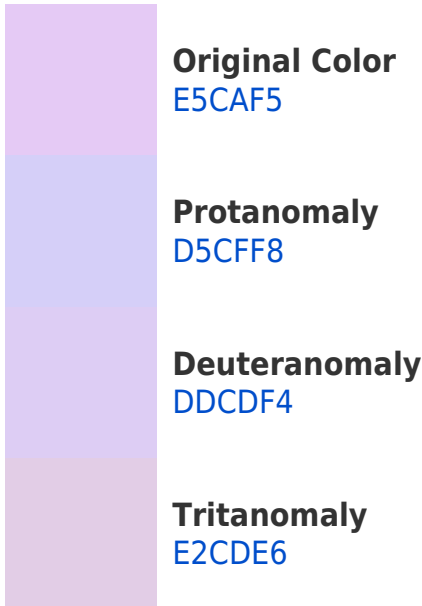 Original Color
E5CAF5
Protanomaly
D5CFF8
Deuteranomaly
DDCDF4
Tritanomaly
E2CDE6